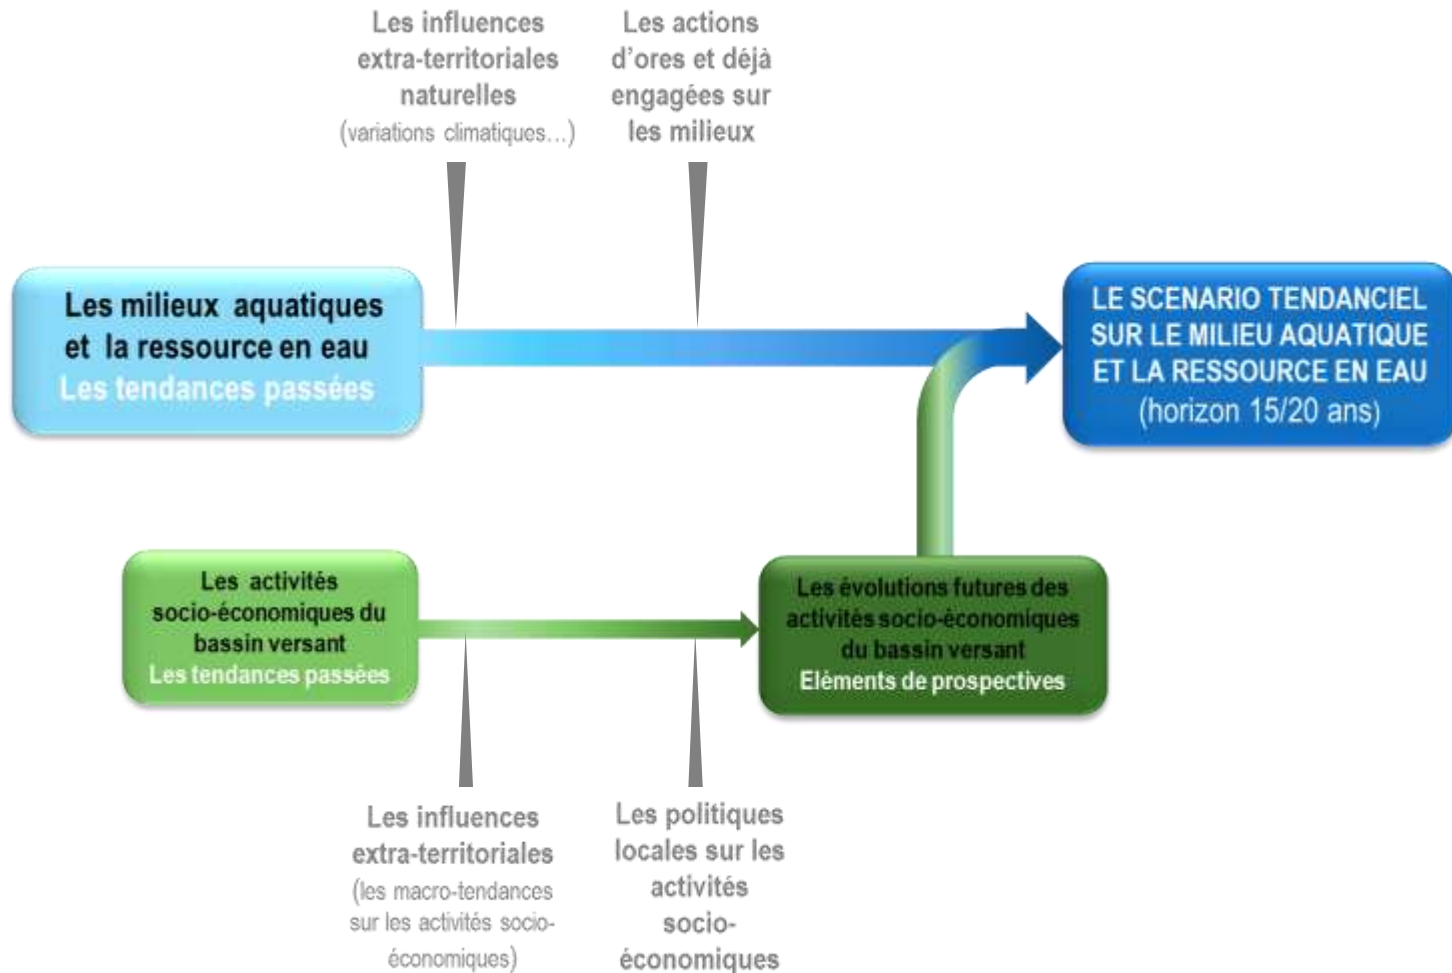 Les influences
extra-territoriales
naturelles
(variations climatiques…)
Les actions
d'ores et déjà
engagées sur
les milieux
Les milieux aquatiques
et la ressource en eau
Les tendances passées
LE SCENARIO TENDANCIEL
SUR LE MILIEU AQUATIQUE
ET LA RESSOURCE EN EAU
(horizon 15/20 ans)
Les activités
socio-économiques du
bassin versant
Les tendances passées
Les évolutions futures des
activités socio-économiques
du bassin versant
Eléments de prospectives
Les influences
extra-territoriales
(les macro-tendances
sur les activités socio-
économiques)
Les politiques
locales sur les
activités
socio-
économiques